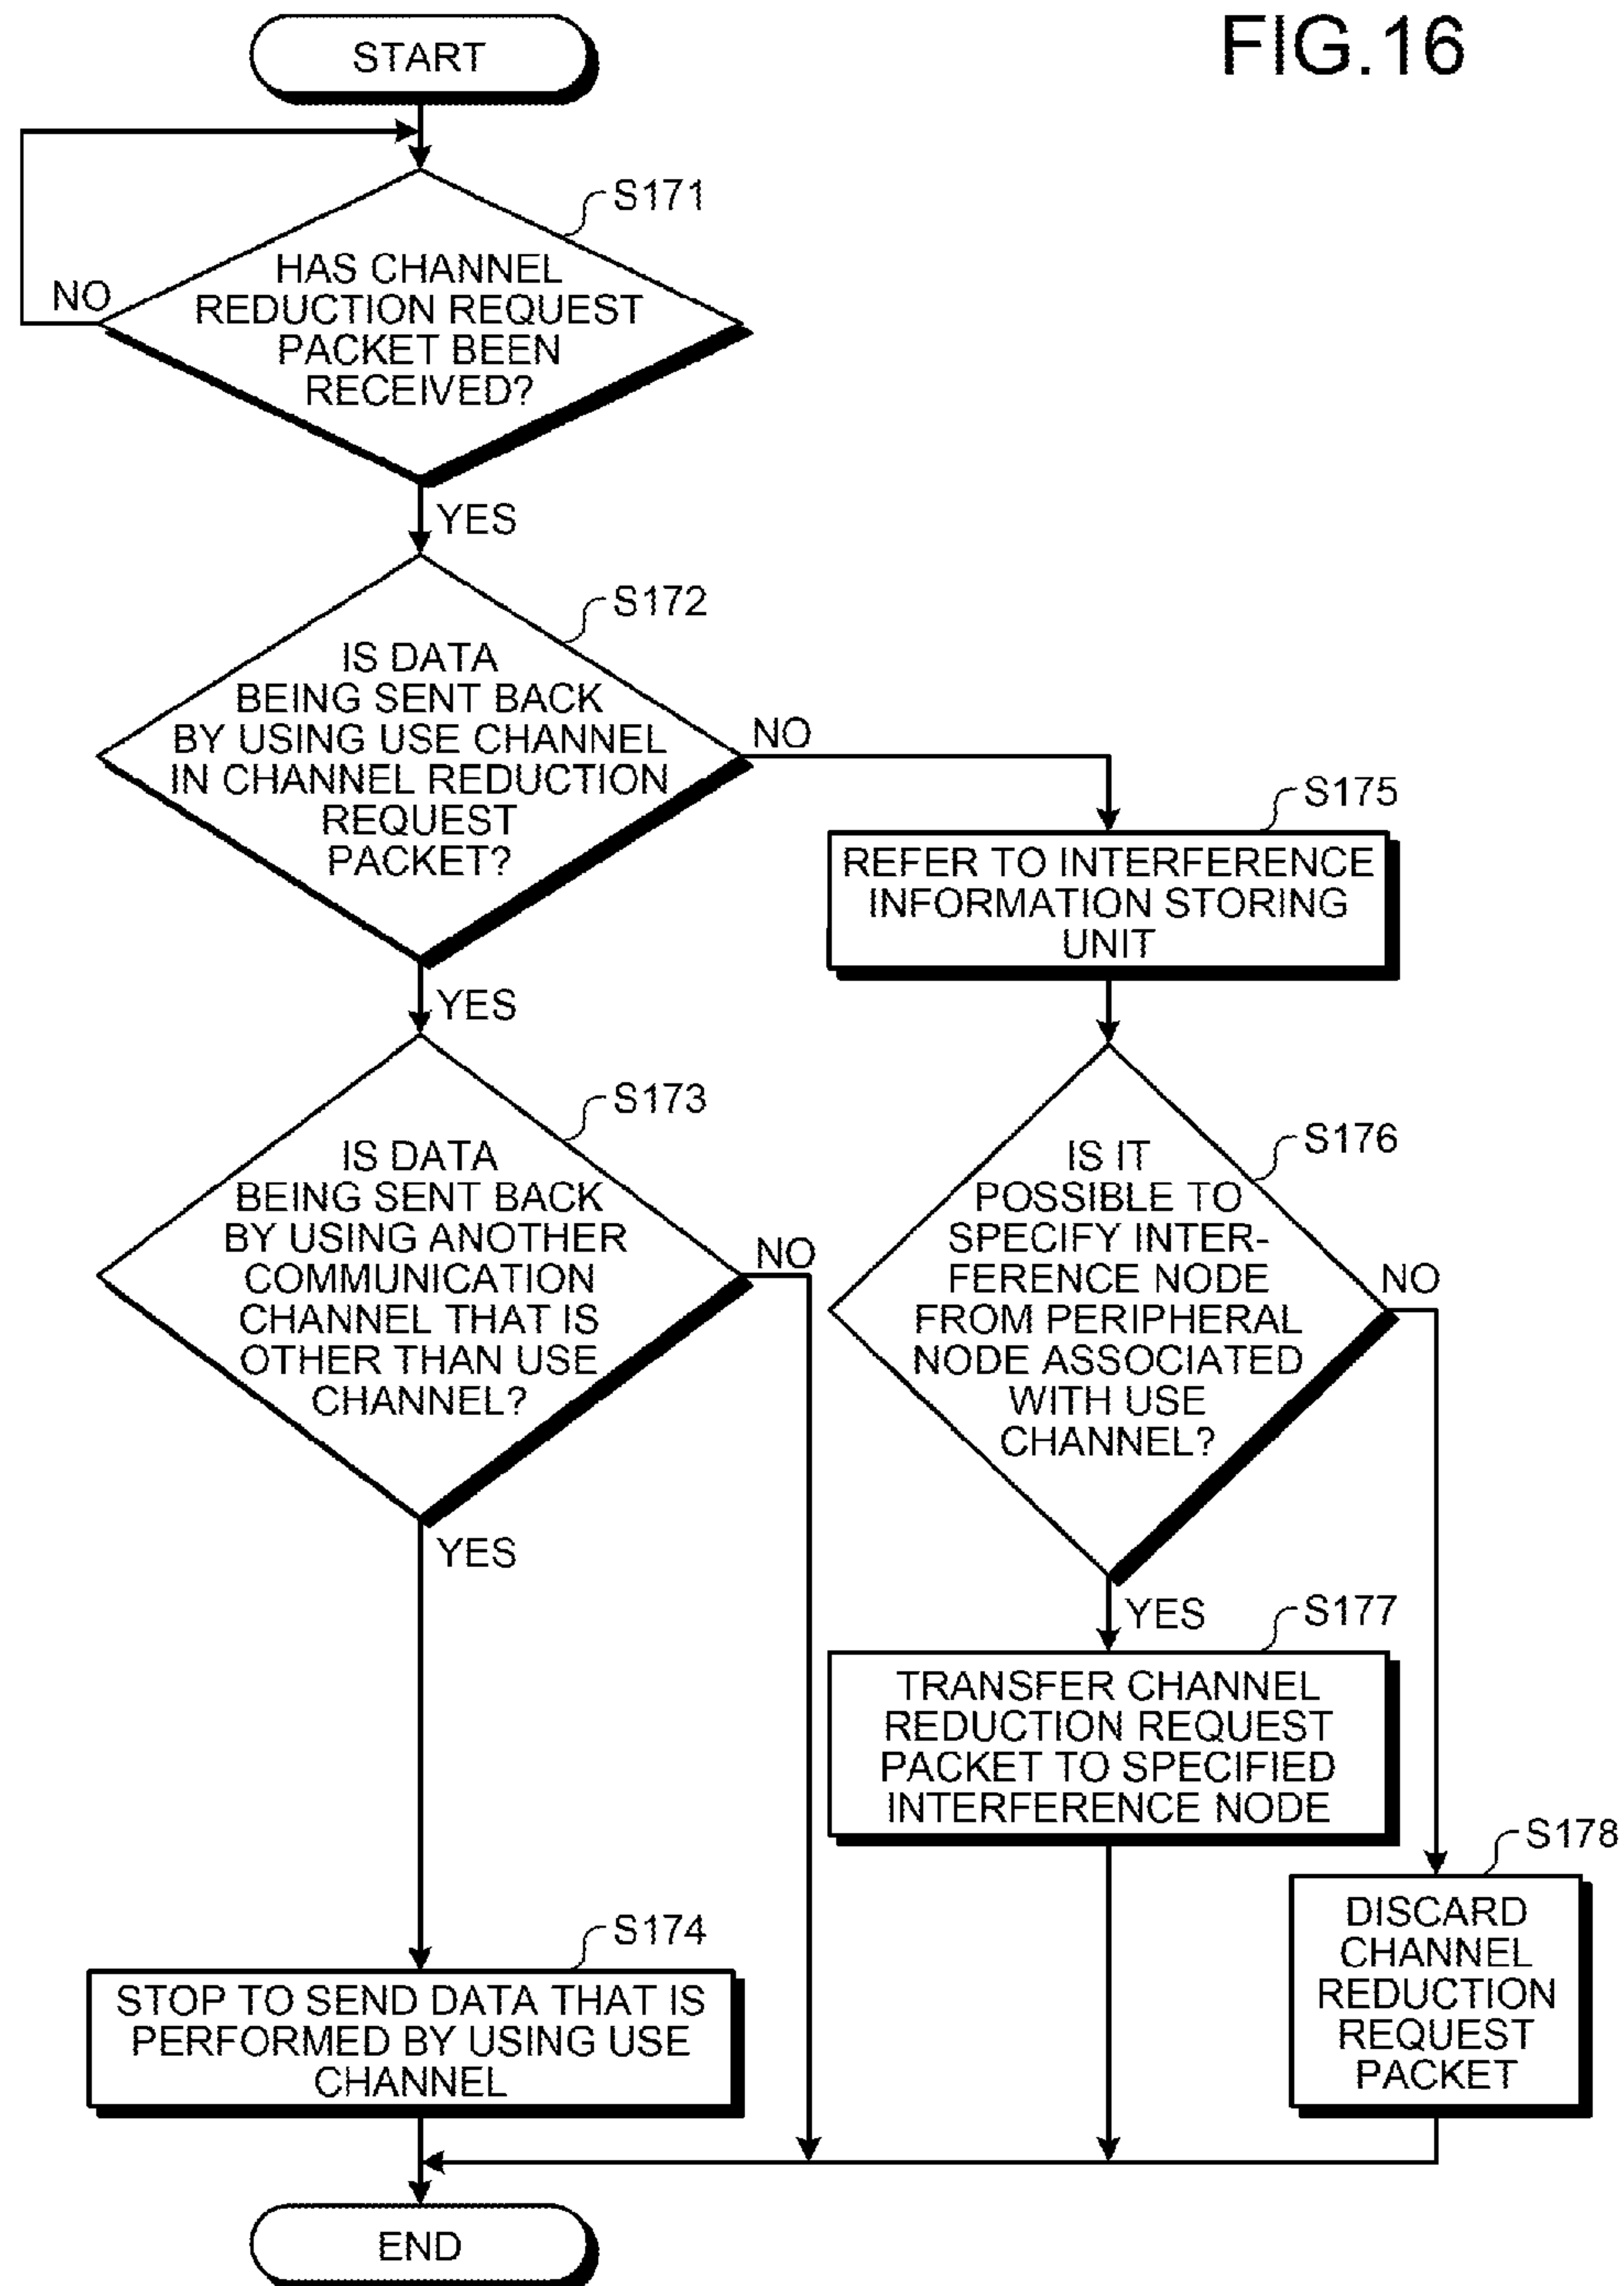 FIG.16
START
S171
HAS CHANNEL
REDUCTION REQUEST
PACKET BEEN
RECEIVED?
NO
YES
S172
IS DATA
BEING SENT BACK
BY USING USE CHANNEL
IN CHANNEL REDUCTION
REQUEST
PACKET?
NO
YES
S175
REFER TO INTERFERENCE
INFORMATION STORING
UNIT
S173
IS DATA
BEING SENT BACK
BY USING ANOTHER
COMMUNICATION
CHANNEL THAT IS
OTHER THAN USE
CHANNEL?
NO
YES
S176
IS IT
POSSIBLE TO
SPECIFY INTER-
FERENCE NODE
FROM PERIPHERAL
NODE ASSOCIATED
WITH USE
CHANNEL?
NO
YES
S177
TRANSFER CHANNEL
REDUCTION REQUEST
PACKET TO SPECIFIED
INTERFERENCE NODE
S178
DISCARD
CHANNEL
REDUCTION
REQUEST
PACKET
S174
STOP TO SEND DATA THAT IS
PERFORMED BY USING USE
CHANNEL
END